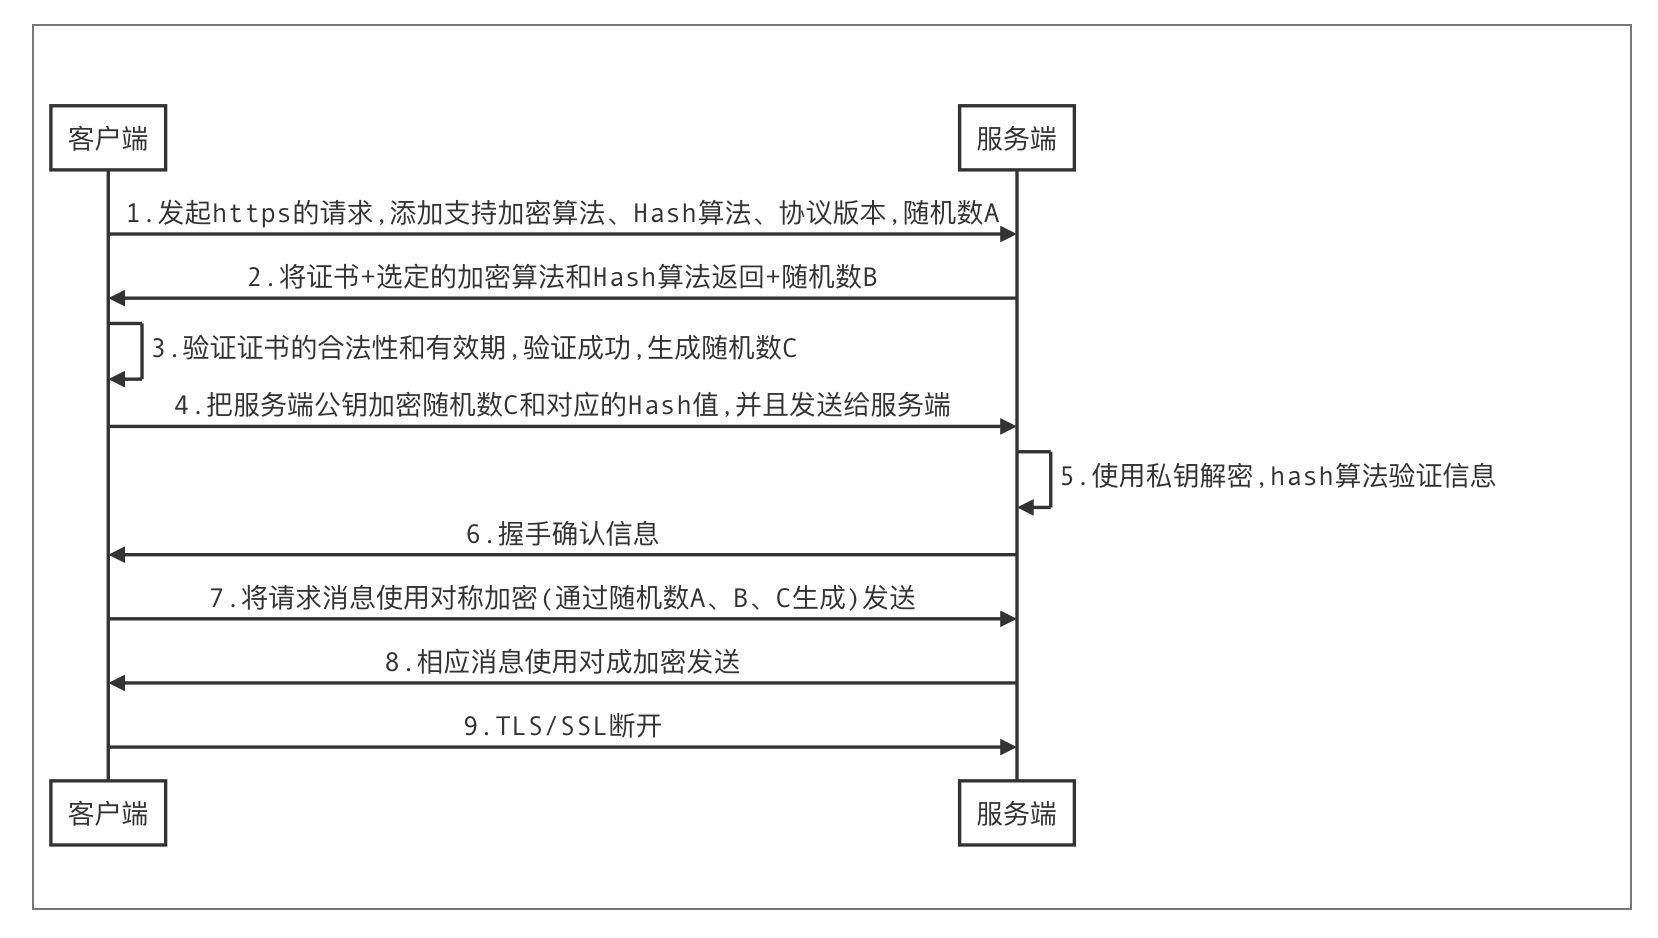 客户端
服务端
1.发起https的请求,添加支持加密算法、Hash算法、协议版本,随机数A
2.将证书+选定的加密算法和Hash算法返回+随机数B
3.验证证书的合法性和有效期,验证成功,生成随机数C
4.把服务端公钥加密随机数C和对应的Hash值,并且发送给服务端
5.使用私钥解密,hash算法验证信息
6.握手确认信息
7.将请求消息使用对称加密(通过随机数A、B、C生成)发送
8.相应消息使用对成加密发送
9.TLS/SSL断开
客户端
服务端